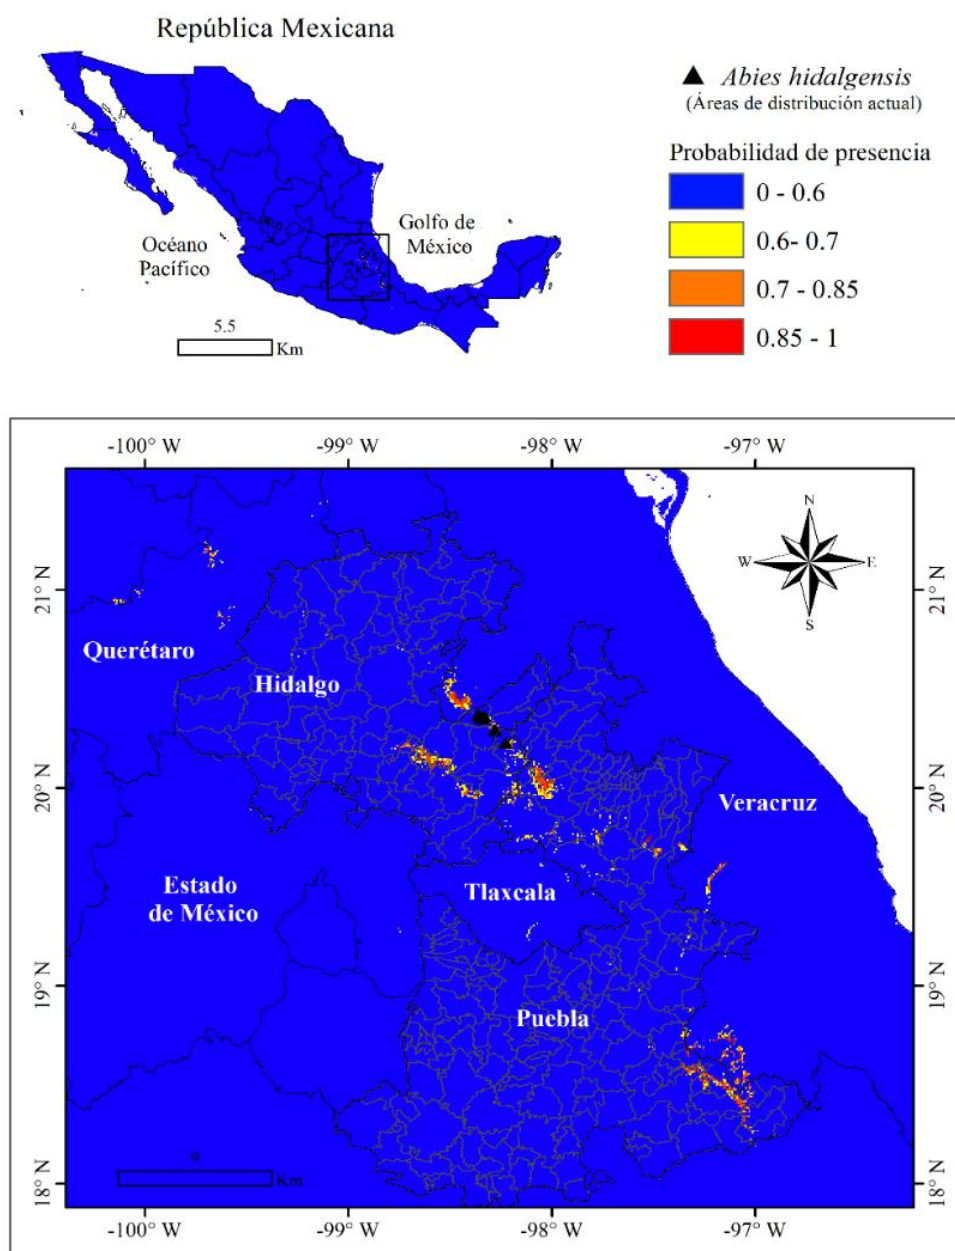 República Mexicana
Abies hidalgensis
(Áreas de distribución actual)
Probabilidad de presencia
0 - 0.6
0.6- 0.7
0.7 - 0.85
0.85 - 1
Golfo de
México
Océano
Pacífico
5.5
Km
-100° W
-99° W
-98° W
-97° W
N
W
E
S
21° N
21° N
Querétaro
Hidalgo
20° N
20° N
Veracruz
Estado
de México
Tlaxcala
19° N
19° N
Puebla
9
Km
18° N
18° N
-100° W
-99° W
-98° W
-97° W